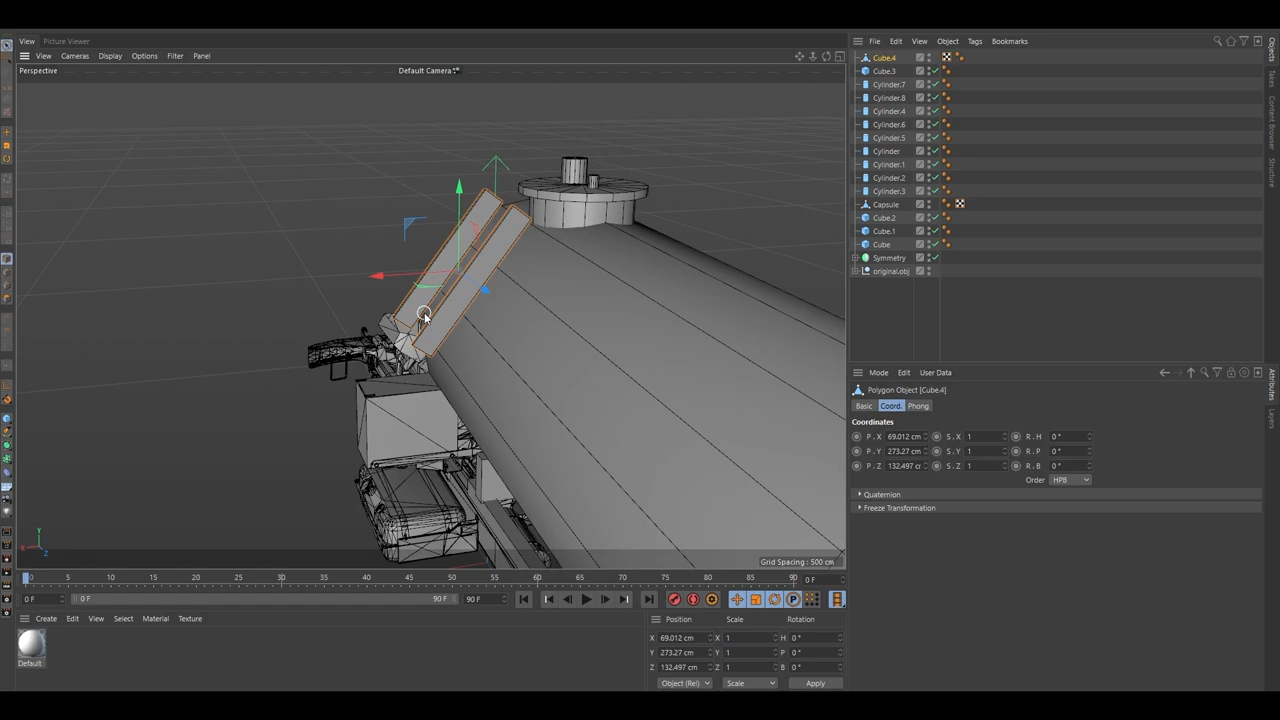 View Picture Viewer
View Cameras Display Options Filter Panel
Perspective
Default Camera
Grid Spacing : 500 cm
0 5 10 15 20 25 30 35 40 45 50 55 60 65 70 75 80 85 90 0 F
0 F 0 F 90 F 90 F
Create Edit View Select Material Texture
Default
Position Scale Rotation
X 69.012 cm X 1 H 0 °
Y 273.27 cm Y 1 P 0 °
Z 132.497 cm Z 1 B 0 °
Object (Rel) Scale Apply
File Edit View Object Tags Bookmarks
Cube.4
Cube.3
Cylinder.7
Cylinder.8
Cylinder.4
Cylinder.6
Cylinder.5
Cylinder
Cylinder.1
Cylinder.2
Cylinder.3
Capsule
Cube.2
Cube.1
Cube
Symmetry
original.obj
Mode Edit User Data
Polygon Object [Cube.4]
Basic Coord. Phong
Coordinates
P . X 69.012 cm S . X 1 R . H 0 °
P . Y 273.27 cm S . Y 1 R . P 0 °
P . Z 132.497 cr S . Z 1 R . B 0 °
Order HPB
Quaternion
Freeze Transformation
Objects
Takes
Content Browser
Structure
Attributes
Layers
X Y Z